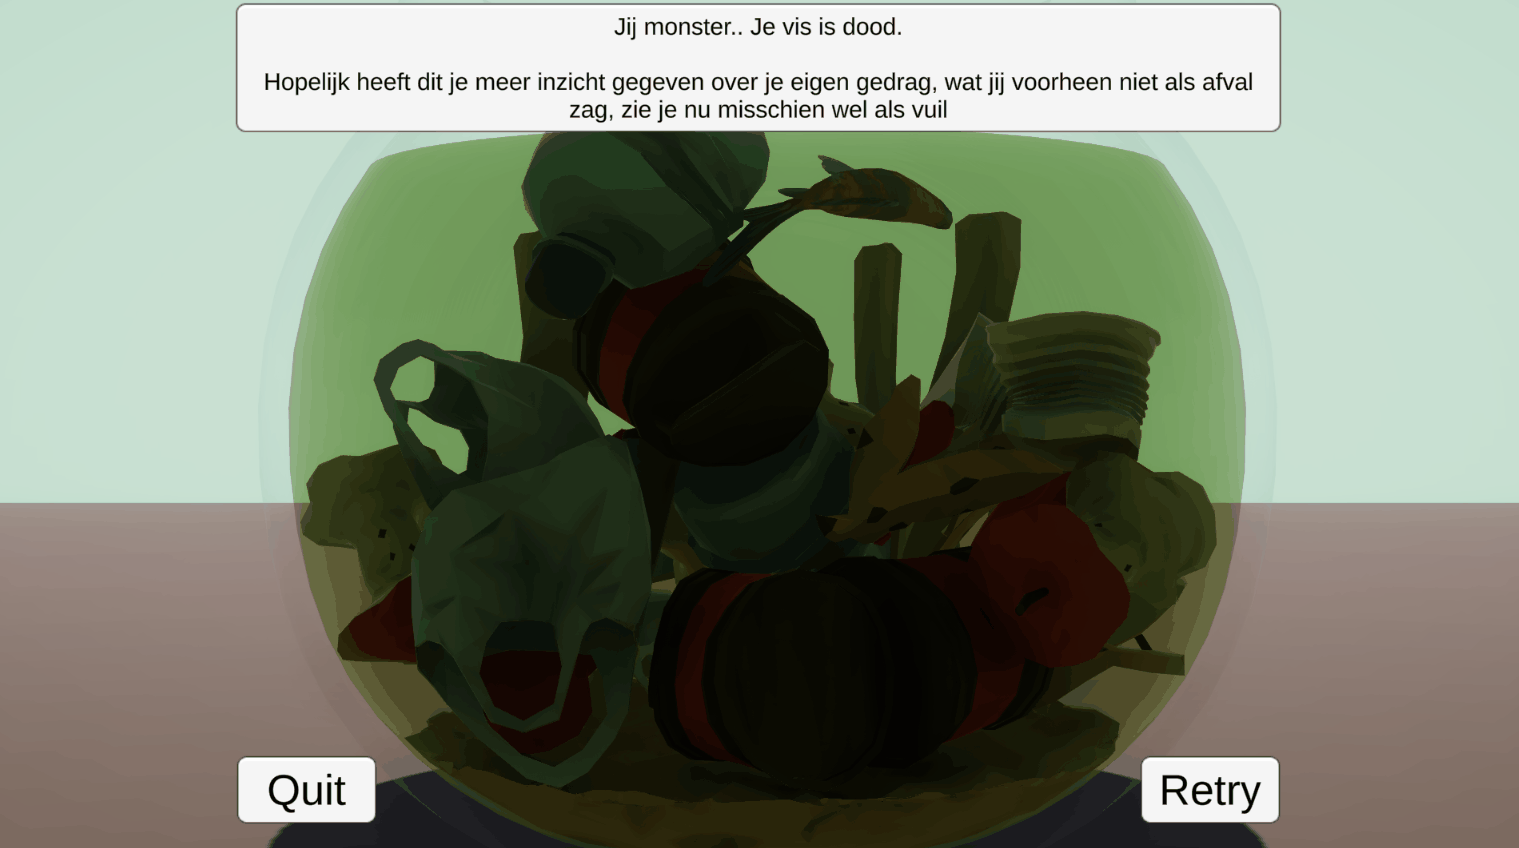 Jij monster.. Je vis is dood.
Hopelijk heeft dit je meer inzicht gegeven over je eigen gedrag, wat jij voorheen niet als afval
zag, zie je nu misschien wel als vuil
Quit
Retry